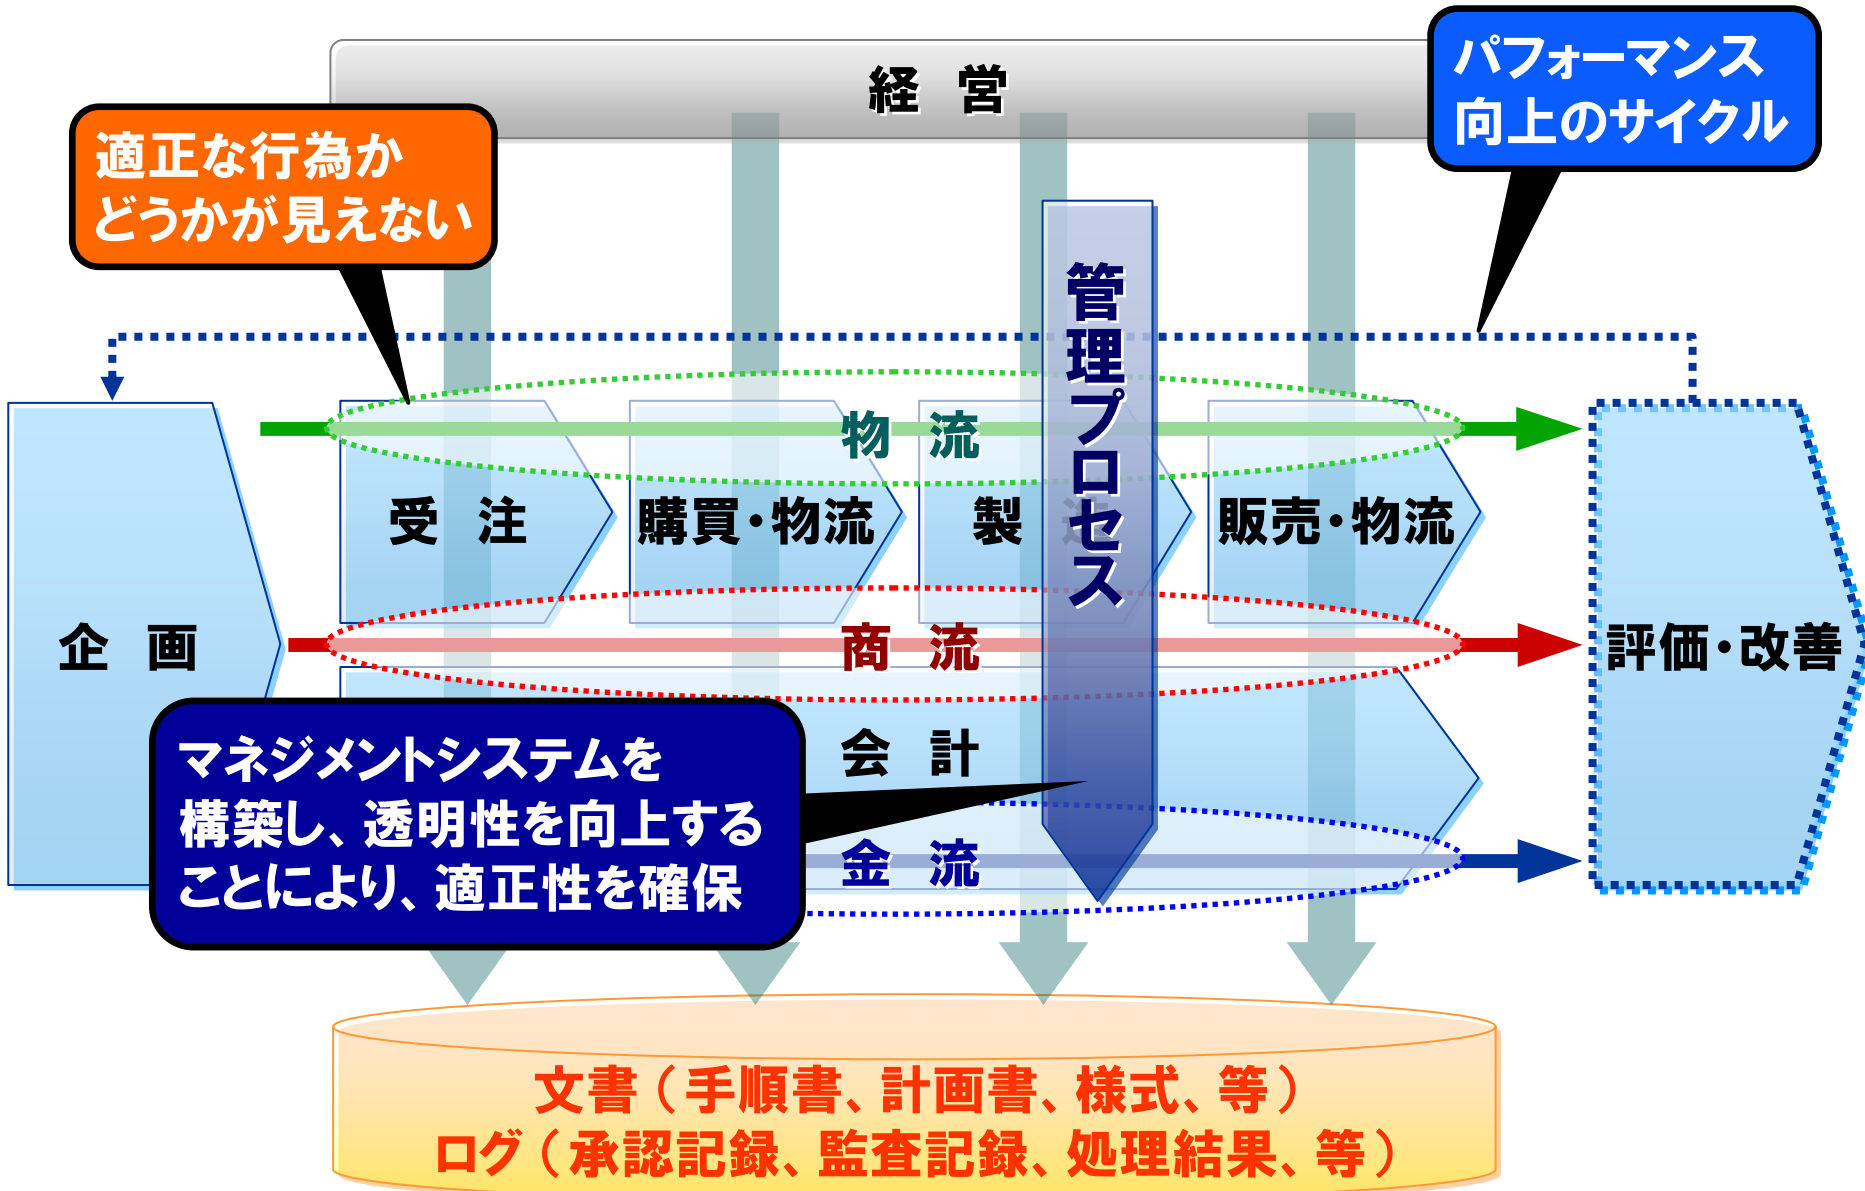 経 営
パフォーマンス
向上のサイクル
適正な行為か
どうかが見えない
管理プロセス
物 流
受 注
購買・物流
製 造
販売・物流
企 画
商 流
評価・改善
会 計
マネジメントシステムを
構築し、透明性を向上する
ことにより、適正性を確保
金 流
文書（手順書、計画書、様式、等）
ログ（承認記録、監査記録、処理結果、等）